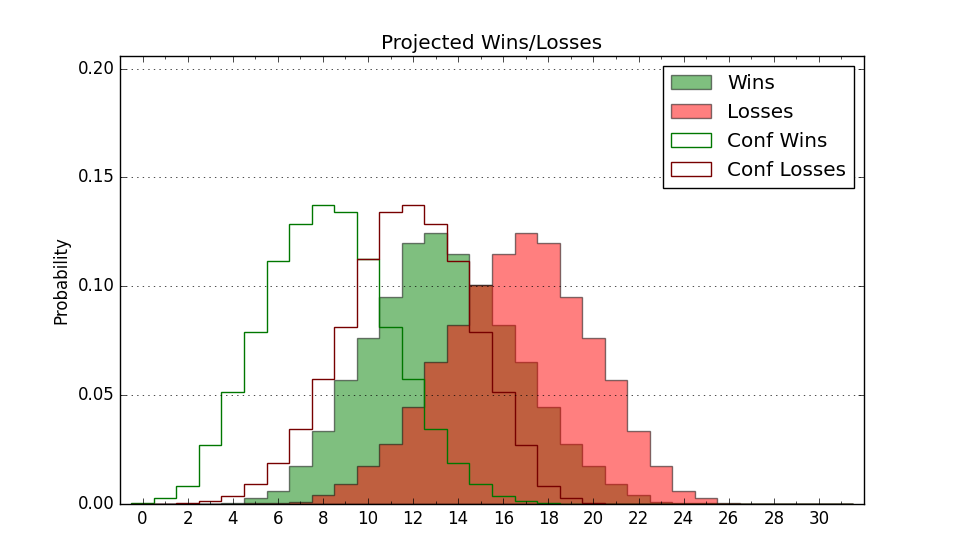 Projected Wins/Losses
0.20
0.15
0.10
0.05
0.00
Probability
Wins
Losses
Conf Wins
Conf Losses
0 2 4 6 8 10 12 14 16 18 20 22 24 26 28 30